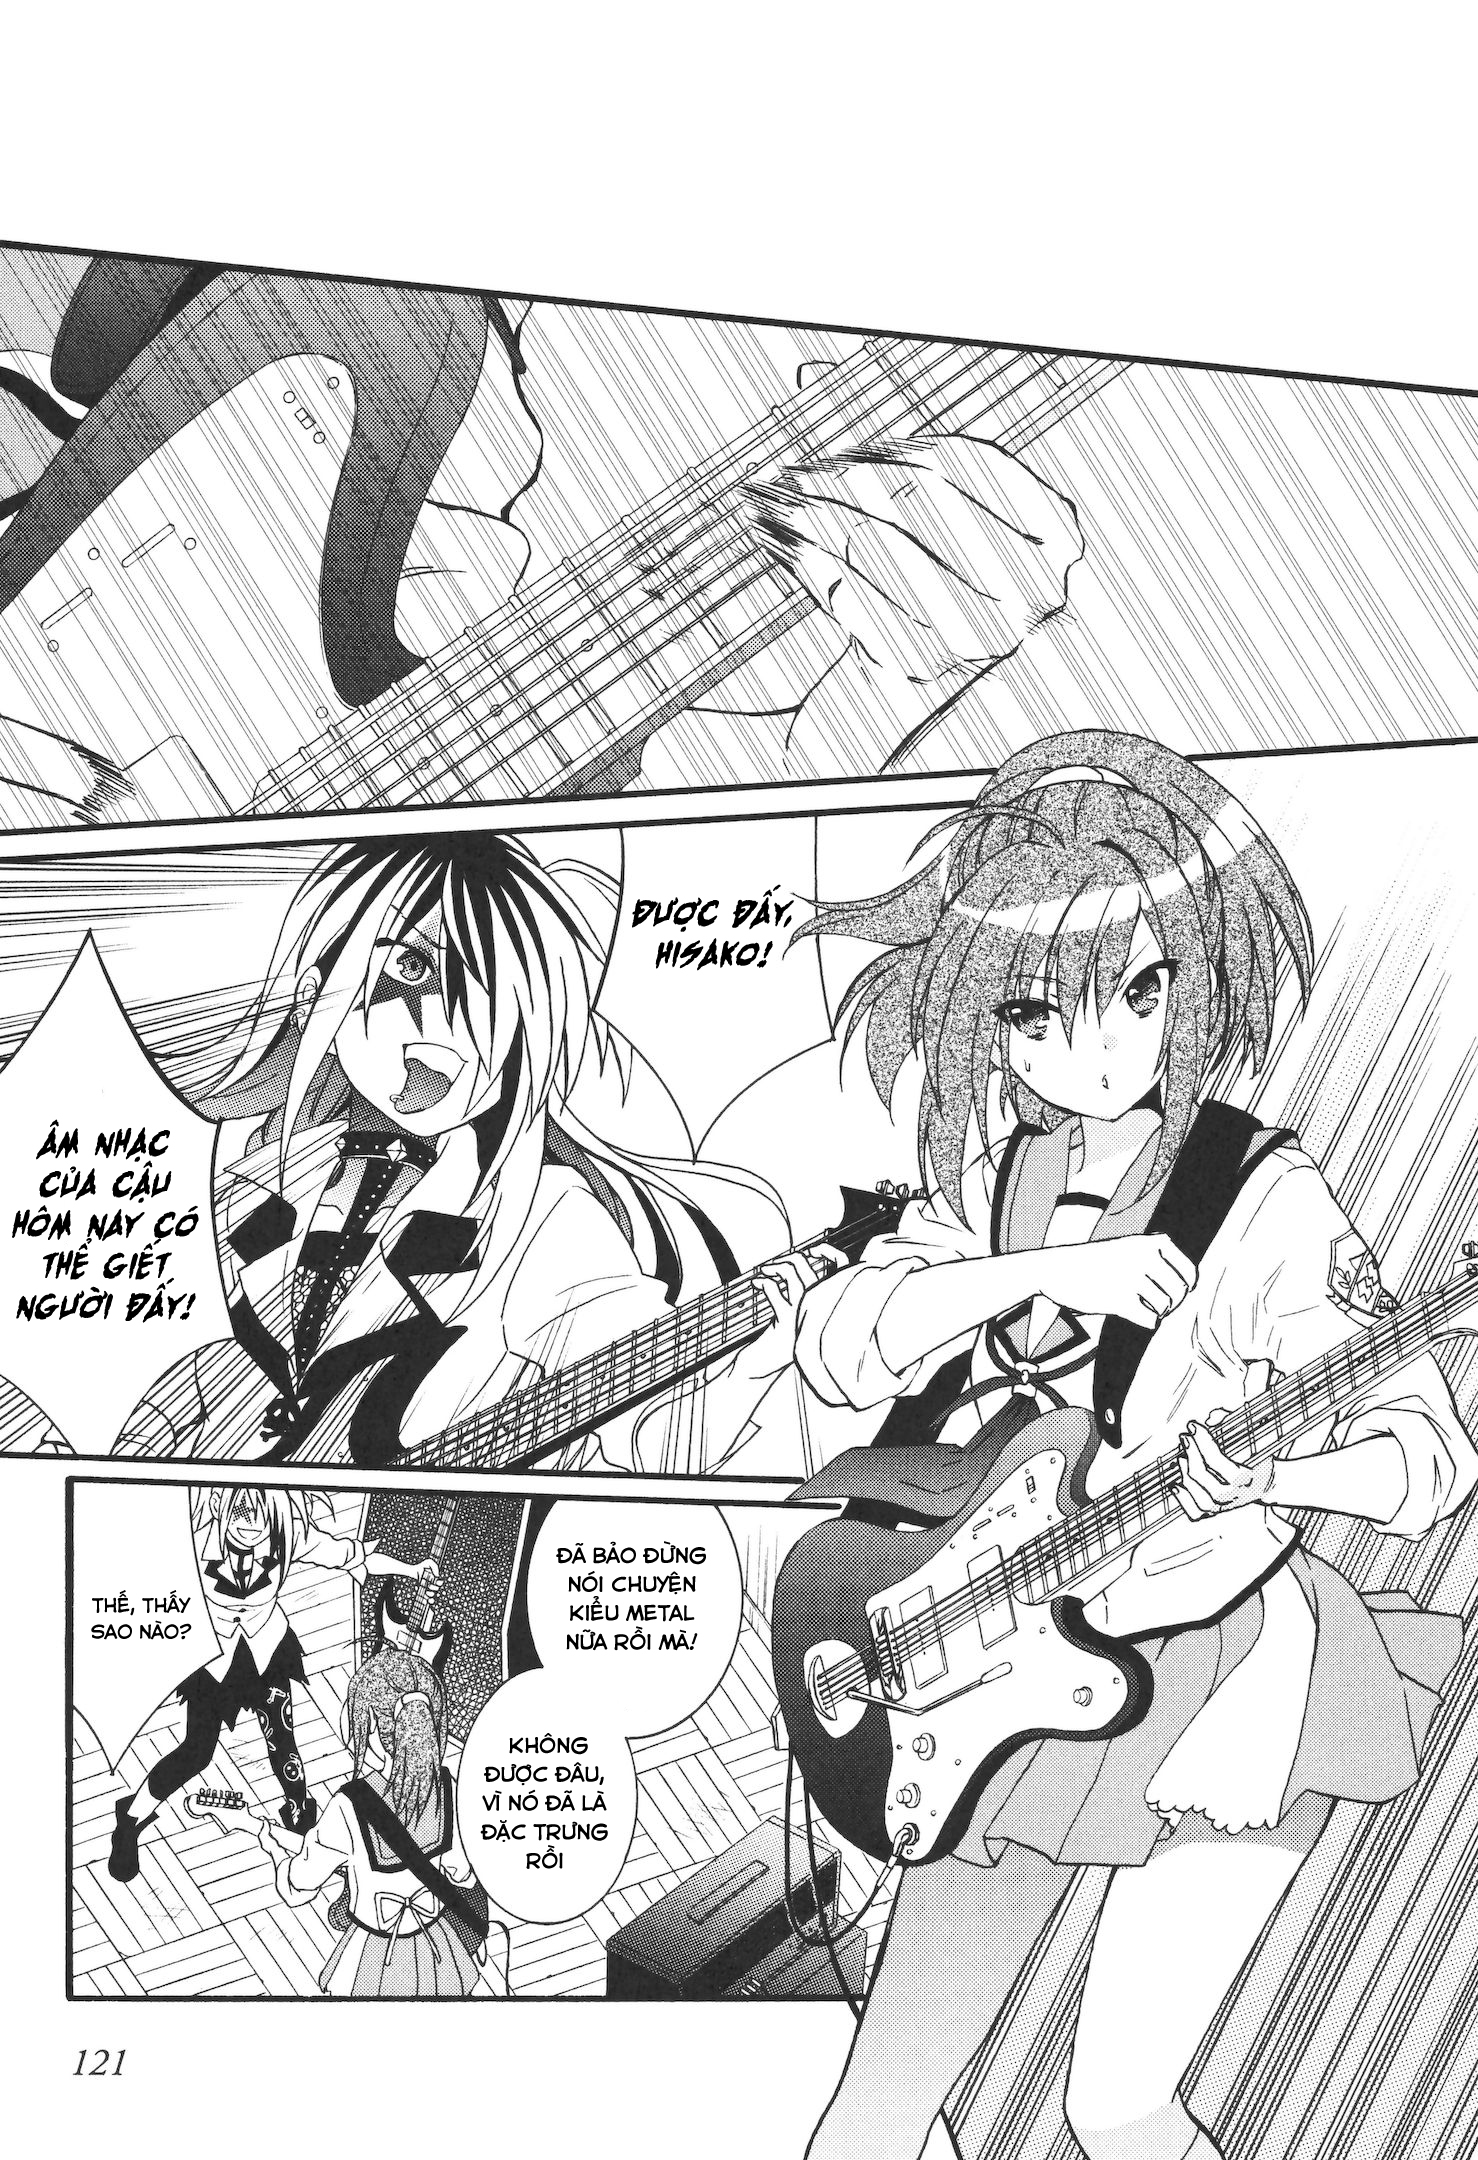 ĐƯỢC ĐẤY,
HISAKO!
ÂM NHẠC
CỦA CẬU
HÔM NAY CÓ
THỂ GIẾT
NGƯỜI ĐẤY!
ĐÃ BẢO ĐỪNG
NÓI CHUYỆN
KIỂU METAL
NỮA RỒI MÀ!
KHÔNG
ĐƯỢC ĐÂU,
VÌ NÓ ĐÃ LÀ
ĐẶC TRƯNG
RỒI
THẾ, THẤY
SAO NÀO?
121